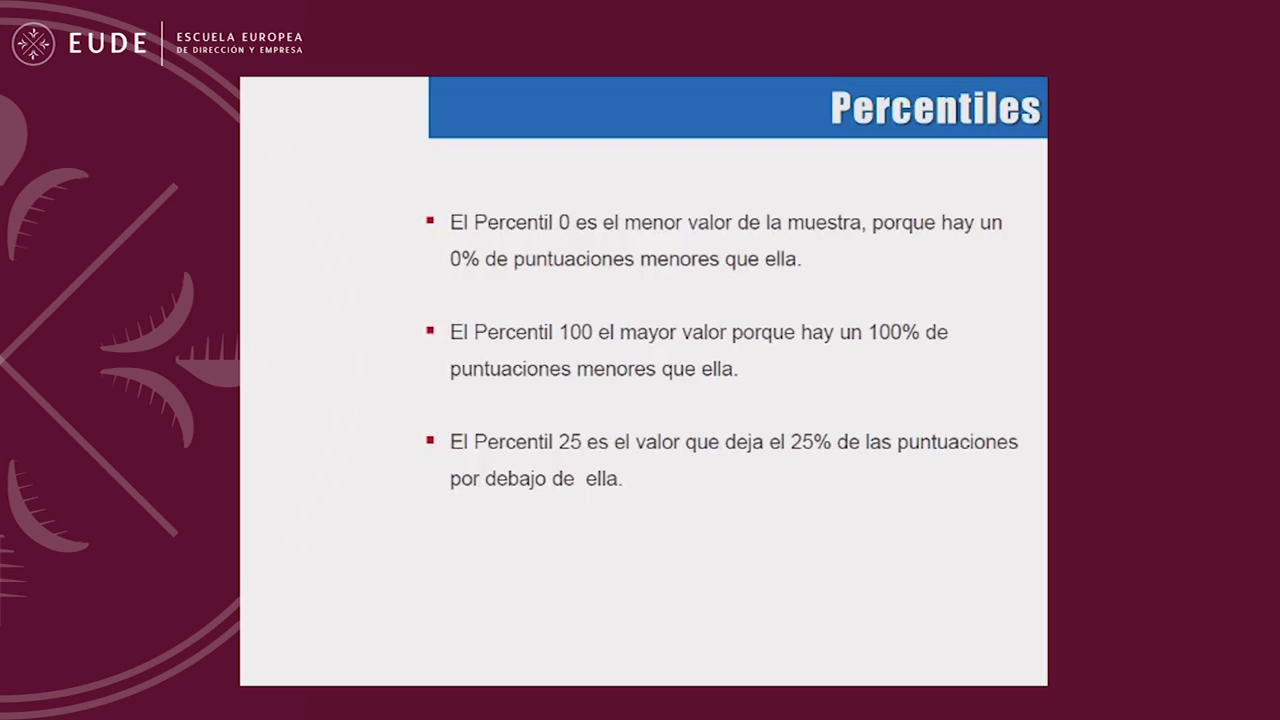 EUDE
ESCUELA EUROPEA
DE DIRECCIÓN Y EMPRESA
Percentiles
El Percentil 0 es el menor valor de la muestra, porque hay un
0% de puntuaciones menores que ella.
El Percentil 100 el mayor valor porque hay un 100% de
puntuaciones menores que ella.
El Percentil 25 es el valor que deja el 25% de las puntuaciones
por debajo de ella.